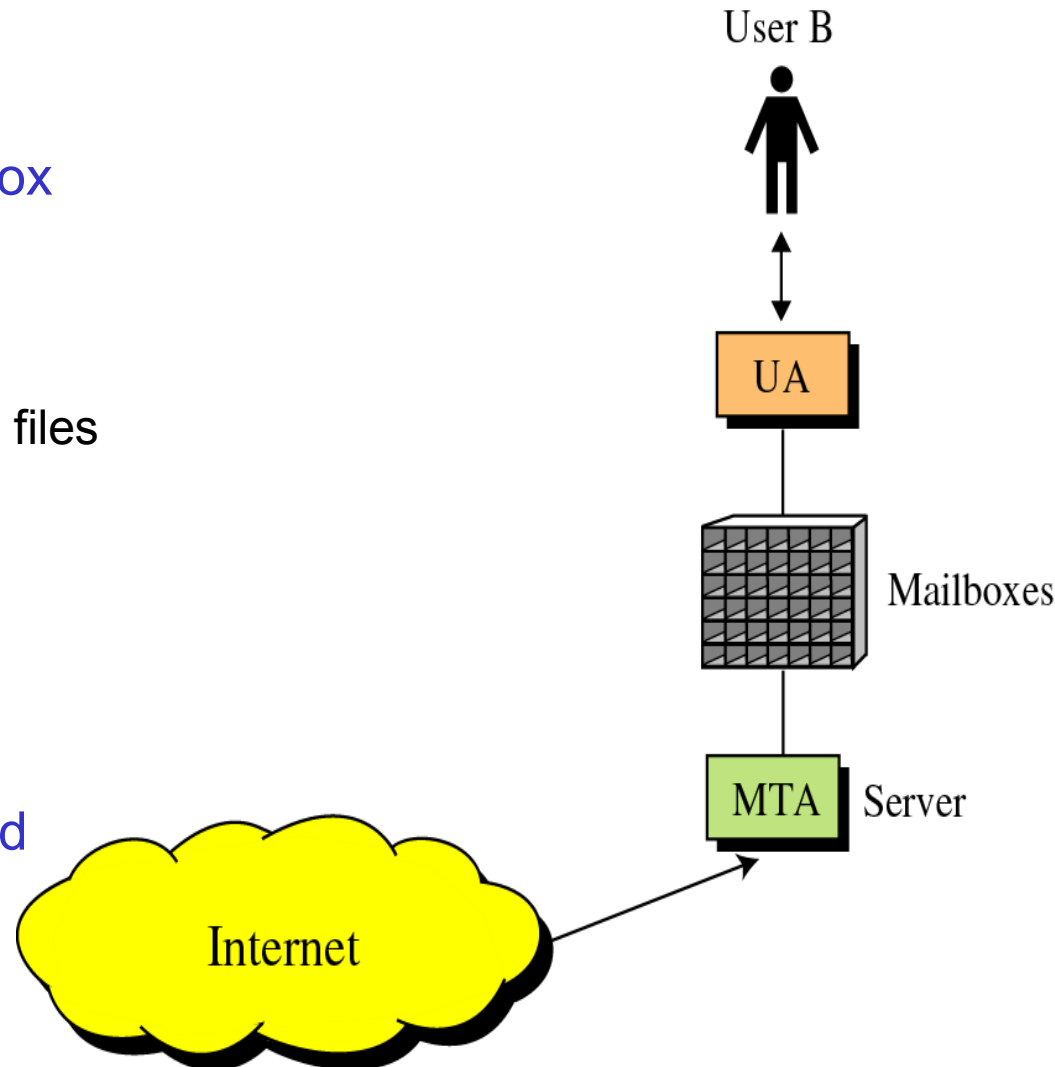 User B
ox
UA
files
Mailboxes
MTA
Server
d
Internet